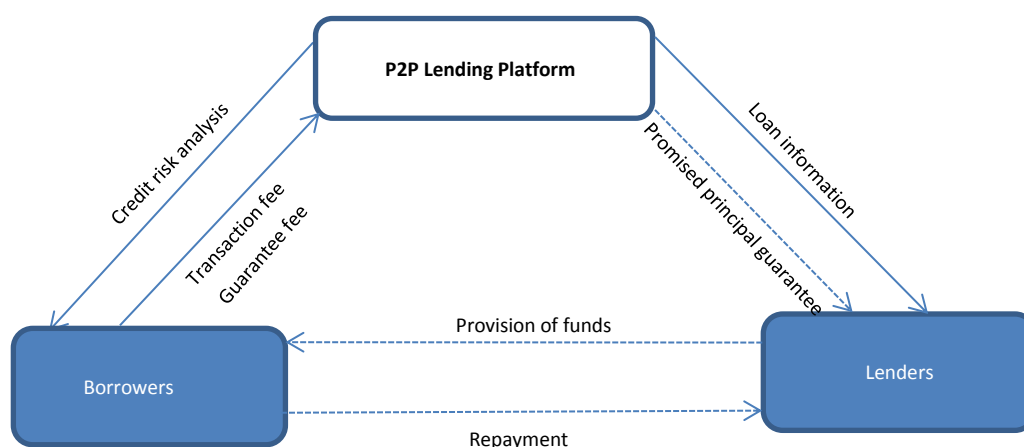 P2P Lending Platform
Credit risk analysis
Transaction fee
Guarantee fee
Loan information
Promised principal guarantee
Provision of funds
Borrowers
Lenders
Repayment